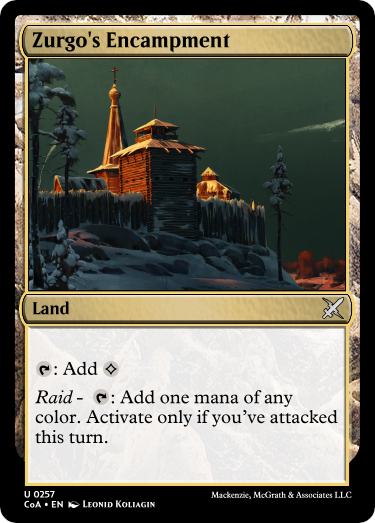 Zurgo's Encampment
Land
: Add
Raid - : Add one mana of any
color. Activate only if you've attacked
this turn.
U 0257
CoA • EN Leonid Koliagin
Mackenzie, McGrath & Associates LLC